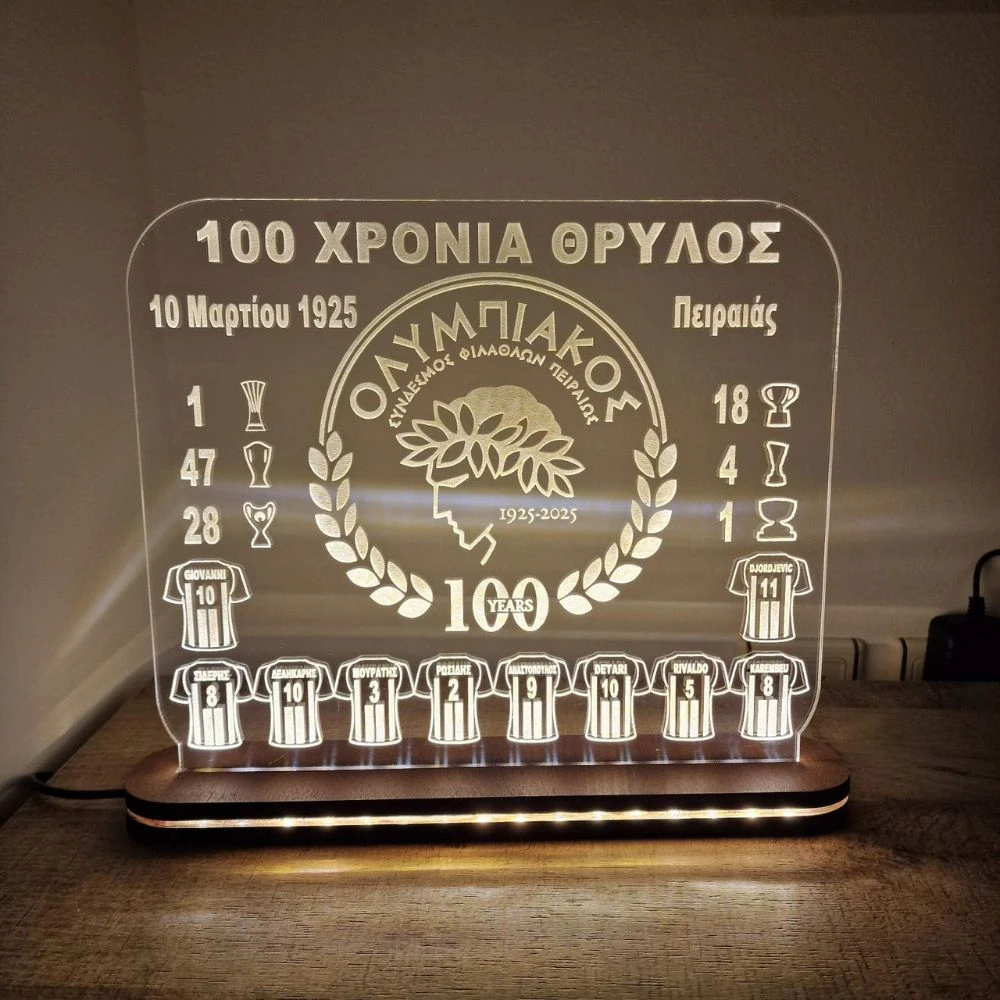 100 ΧΡΟΝΙΑ ΘΡΥΛΟΣ
10 Μαρτίου 1925
Πειραιάς
ΟΛΥΜΠΙΑΚΟΣ
ΣΥΝΔΕΣΜΟΣ ΦΙΛΑΘΛΩΝ ΠΕΙΡΑΙΩΣ
1 18
47 4
28 1
1925-2025
100
YEARS
GIOVANNI
10
DJORDJEVIC
11
ΣΙΔΕΡΗΣ
8
ΔΕΛΗΚΑΡΗΣ
10
ΜΟΥΡΑΤΗΣ
3
ΡΩΣΙΔΗΣ
2
ΑΝΑΣΤΟΠΟΥΛΟΣ
9
DETARI
10
RIVALDO
5
KAREMBEU
8